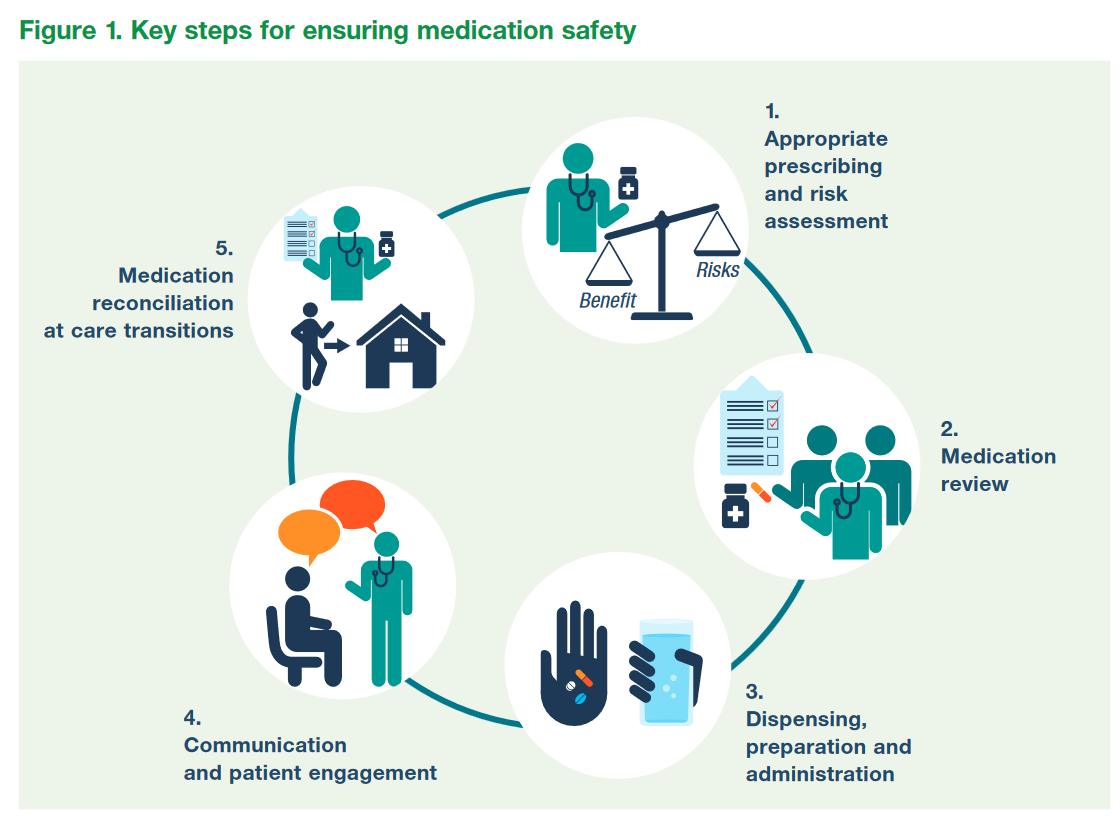 Figure 1. Key steps for ensuring medication safety
1.
Appropriate
prescribing
and risk
assessment
Benefit
Risks
2.
Medication
review
3.
Dispensing,
preparation and
administration
4.
Communication
and patient engagement
5.
Medication
reconciliation
at care transitions